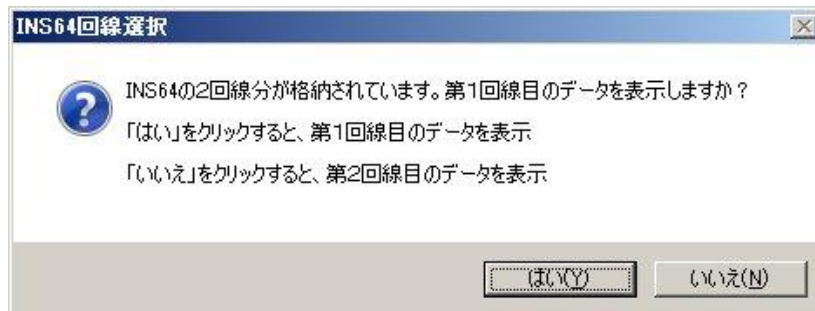 INS64回線選択
INS64の2回線分が格納されています。第1回線目のデータを表示しますか？
「はい」をクリックすると、第1回線目のデータを表示
「いいえ」をクリックすると、第2回線目のデータを表示
はい(Y)
いいえ(N)